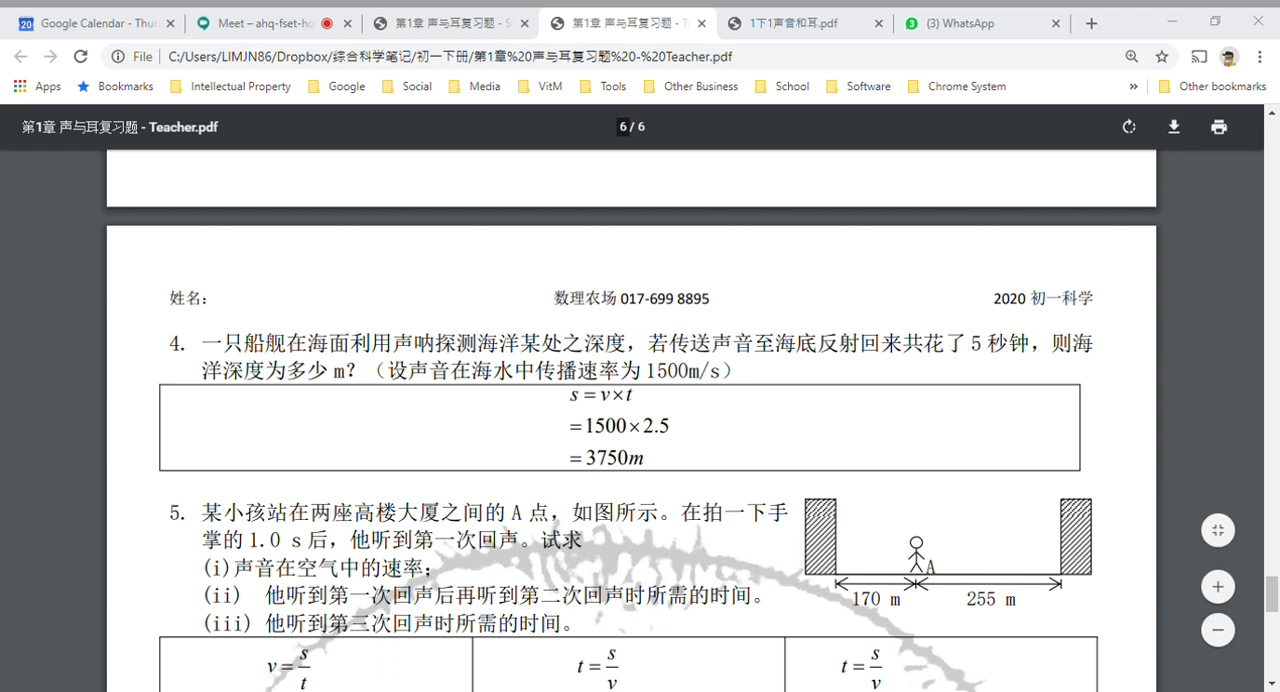 Google Calendar - Thur
Meet – ahq-fset-hq
第1章 声与耳复习题 - S
第1章 声与耳复习题 - T
1下1声音和耳.pdf
(3) WhatsApp
File
C:/Users/LIMJN86/Dropbox/综合科学笔记/初一下册/第1章%20声与耳复习题%20-%20Teacher.pdf
Apps
Bookmarks
Intellectual Property
Google
Social
Media
VitM
Tools
Other Business
School
Software
Chrome System
»
Other bookmarks
第1章 声与耳复习题 - Teacher.pdf
6 / 6
姓名：
数理农场 017-699 8895
2020 初一科学
4. 一只船舰在海面利用声呐探测海洋某处之深度，若传送声音至海底反射回来共花了 5 秒钟，则海
洋深度为多少 m？（设声音在海水中传播速率为 1500m/s）
s = v×t
=1500×2.5
=3750m
5. 某小孩站在两座高楼大厦之间的 A 点，如图所示。在拍一下手
掌的 1.0 s 后，他听到第一次回声。试求
(i)声音在空气中的速率；
(ii) 他听到第一次回声后再听到第二次回声时所需的时间。
(iii) 他听到第三次回声时所需的时间。
A
170 m
255 m
v = s/t
t = s/v
t = s/v